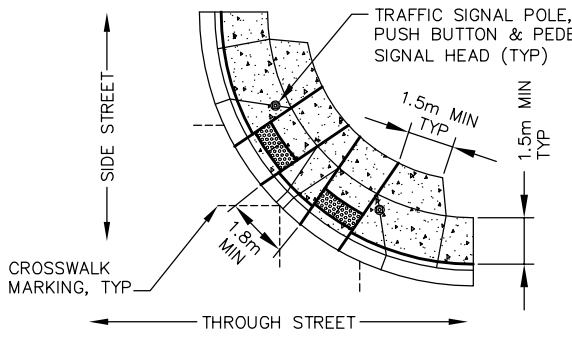 TRAFFIC SIGNAL POLE,
PUSH BUTTON &
SIGNAL HEAD (TYP)
1.5m MIN
TYP
1.5m MIN
TYP
SIDE STREET
1.8m
MIN
CROSSWALK
MARKING, TYP
THROUGH STREET